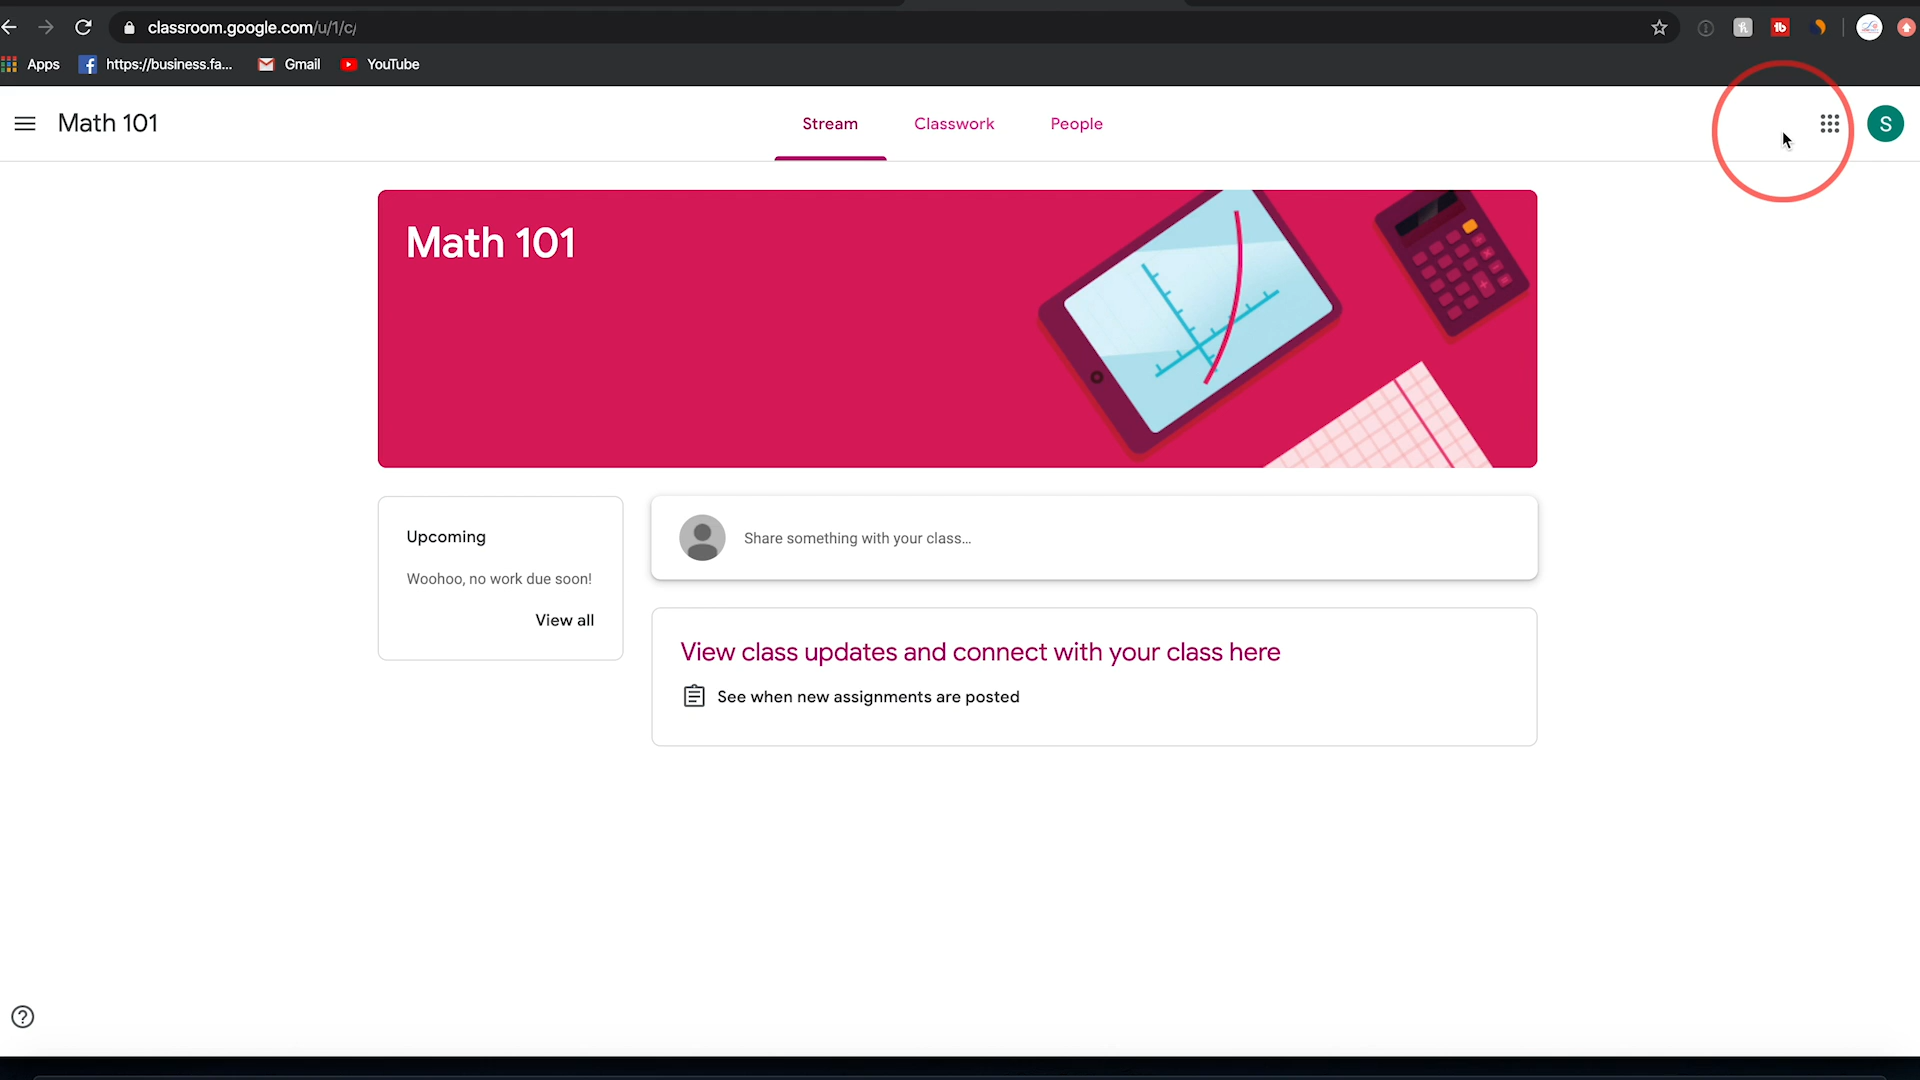 classroom.google.com/u/1/c/
Apps
https://business.fa...
Gmail
YouTube
Math 101
Stream
Classwork
People
S
Math 101
Upcoming
Woohoo, no work due soon!
View all
Share something with your class...
View class updates and connect with your class here
See when new assignments are posted